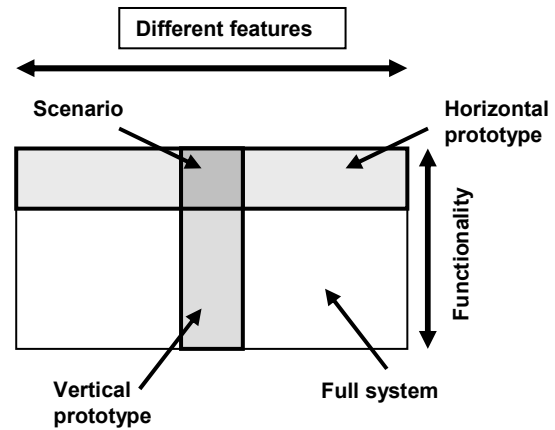 Different features
Scenario
Horizontal
prototype
Functionality
Vertical
prototype
Full system